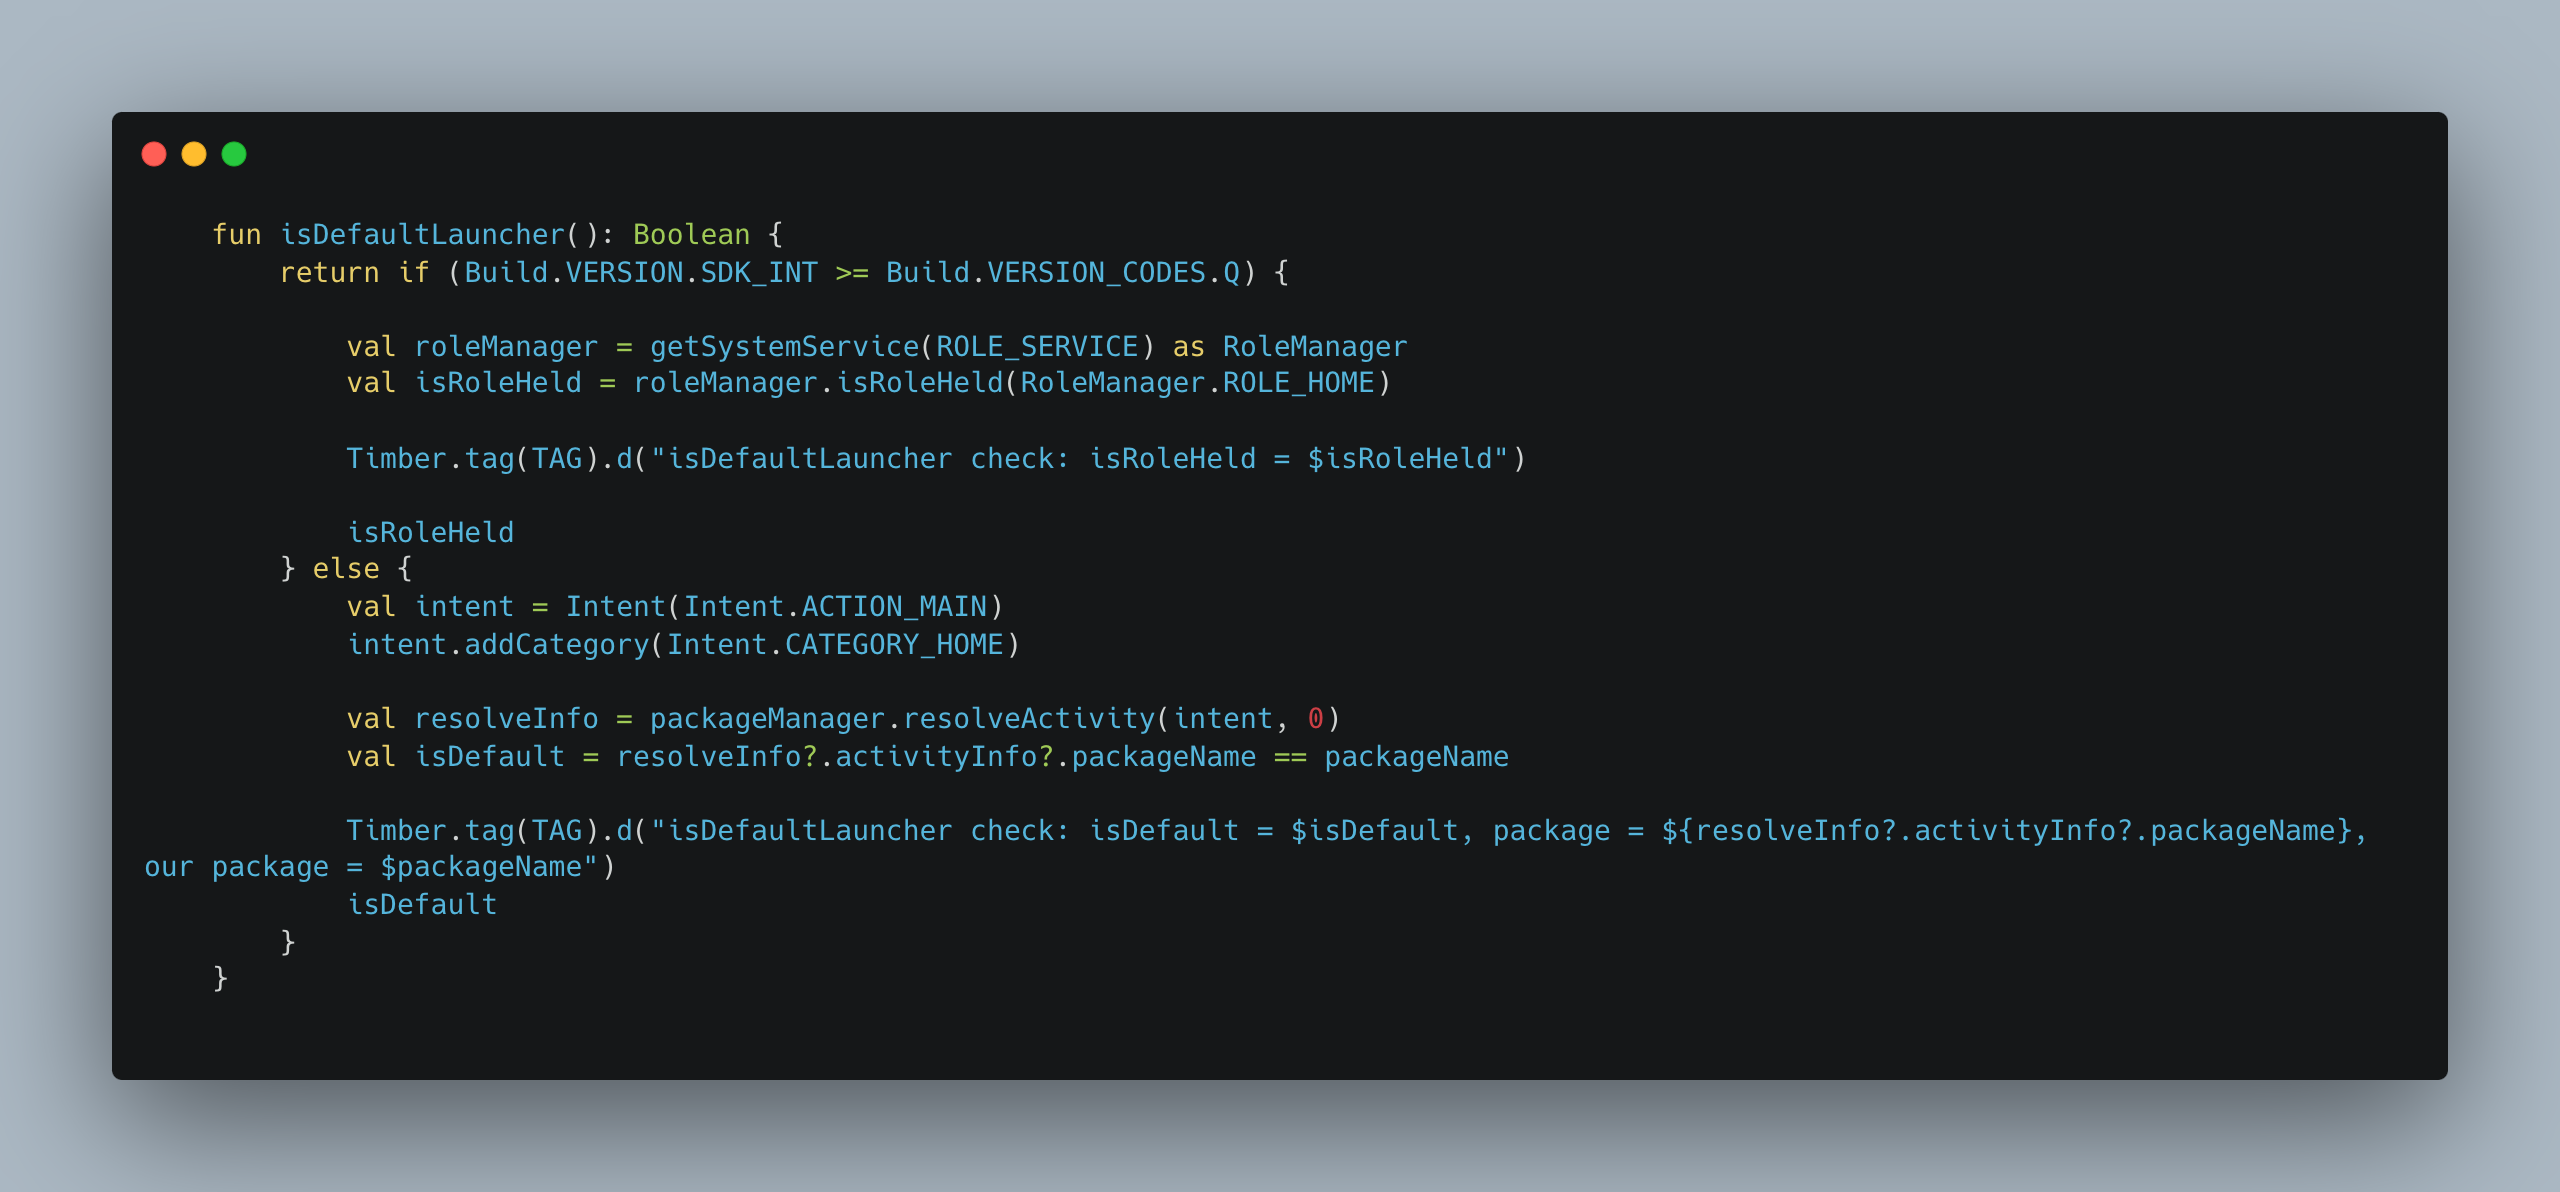 fun isDefaultLauncher(): Boolean {
return if (Build.VERSION.SDK_INT >= Build.VERSION_CODES.Q) {
val roleManager = getSystemService(ROLE_SERVICE) as RoleManager
val isRoleHeld = roleManager.isRoleHeld(RoleManager.ROLE_HOME)
Timber.tag(TAG).d("isDefaultLauncher check: isRoleHeld = $isRoleHeld")
isRoleHeld
} else {
val intent = Intent(Intent.ACTION_MAIN)
intent.addCategory(Intent.CATEGORY_HOME)
val resolveInfo = packageManager.resolveActivity(intent, 0)
val isDefault = resolveInfo?.activityInfo?.packageName == packageName
Timber.tag(TAG).d("isDefaultLauncher check: isDefault = $isDefault, package = ${resolveInfo?.activityInfo?.packageName},
our package = $packageName")
isDefault
}
}